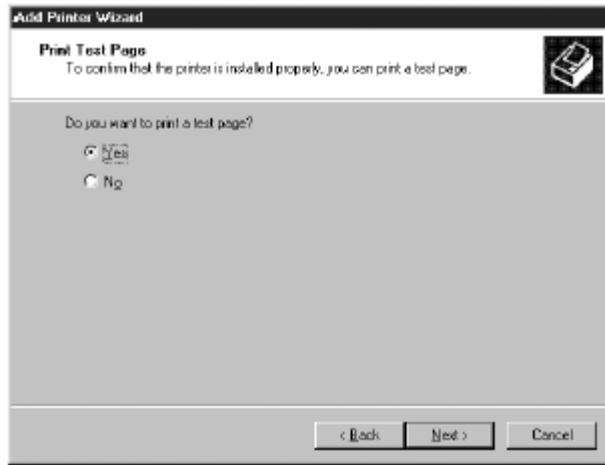 Add Printer Wizard
Print Test Page
To confirm that the printer is installed properly, you can print a test page.
Do you want to print a test page?
Yes
No
< Back
Next >
Cancel